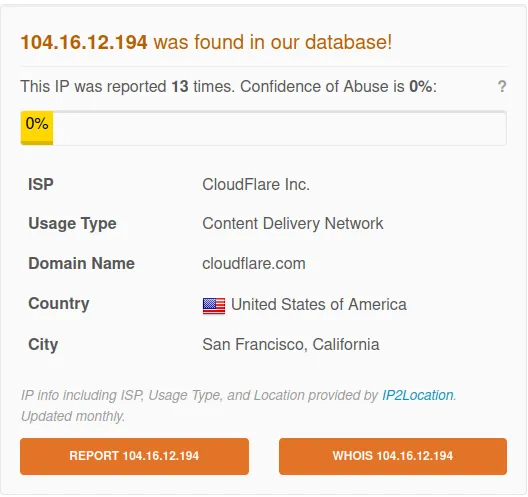 104.16.12.194 was found in our database!
This IP was reported 13 times. Confidence of Abuse is 0%: ?
0%
ISP CloudFlare Inc.
Usage Type Content Delivery Network
Domain Name cloudflare.com
Country United States of America
City San Francisco, California
IP info including ISP, Usage Type, and Location provided by IP2Location.
Updated monthly.
REPORT 104.16.12.194 WHOIS 104.16.12.194